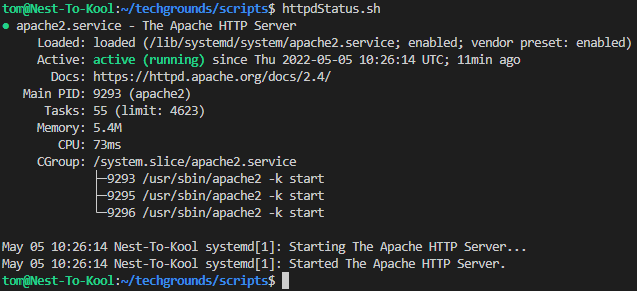 tom@Nest-To-Kool:~/techgrounds/scripts$ httpdStatus.sh
● apache2.service - The Apache HTTP Server
     Loaded: loaded (/lib/systemd/system/apache2.service; enabled; vendor preset: enabled)
     Active: active (running) since Thu 2022-05-05 10:26:14 UTC; 11min ago
       Docs: https://httpd.apache.org/docs/2.4/
   Main PID: 9293 (apache2)
      Tasks: 55 (limit: 4623)
     Memory: 5.4M
        CPU: 73ms
     CGroup: /system.slice/apache2.service
             ├─9293 /usr/sbin/apache2 -k start
             ├─9295 /usr/sbin/apache2 -k start
             └─9296 /usr/sbin/apache2 -k start

May 05 10:26:14 Nest-To-Kool systemd[1]: Starting The Apache HTTP Server...
May 05 10:26:14 Nest-To-Kool systemd[1]: Started The Apache HTTP Server.
tom@Nest-To-Kool:~/techgrounds/scripts$